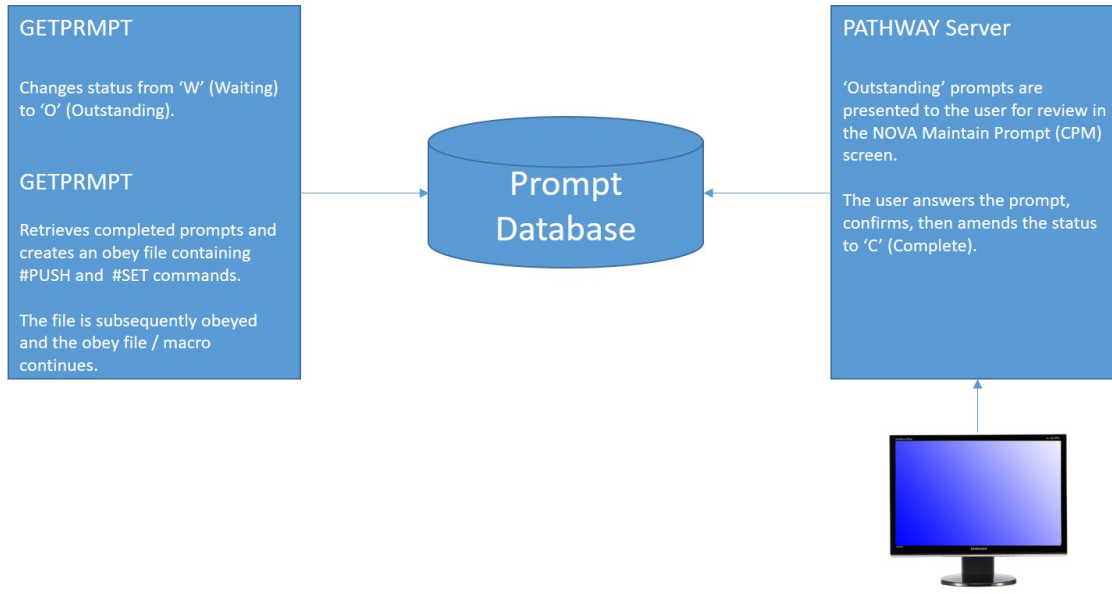 GETPRMPT
Changes status from ‘W’ (Waiting)
to ‘O’ (Outstanding).
GETPRMPT
Retrieves completed prompts and
creates an obey file containing
#PUSH and  #SET commands.
The file is subsequently obeyed
and the obey file / macro
continues.
Prompt
Database
PATHWAY Server
‘Outstanding’ prompts are
presented to the user for review in
the NOVA Maintain Prompt (CPM)
screen.
The user answers the prompt,
confirms, then amends the status
to ‘C’ (Complete).
SAMSUNG